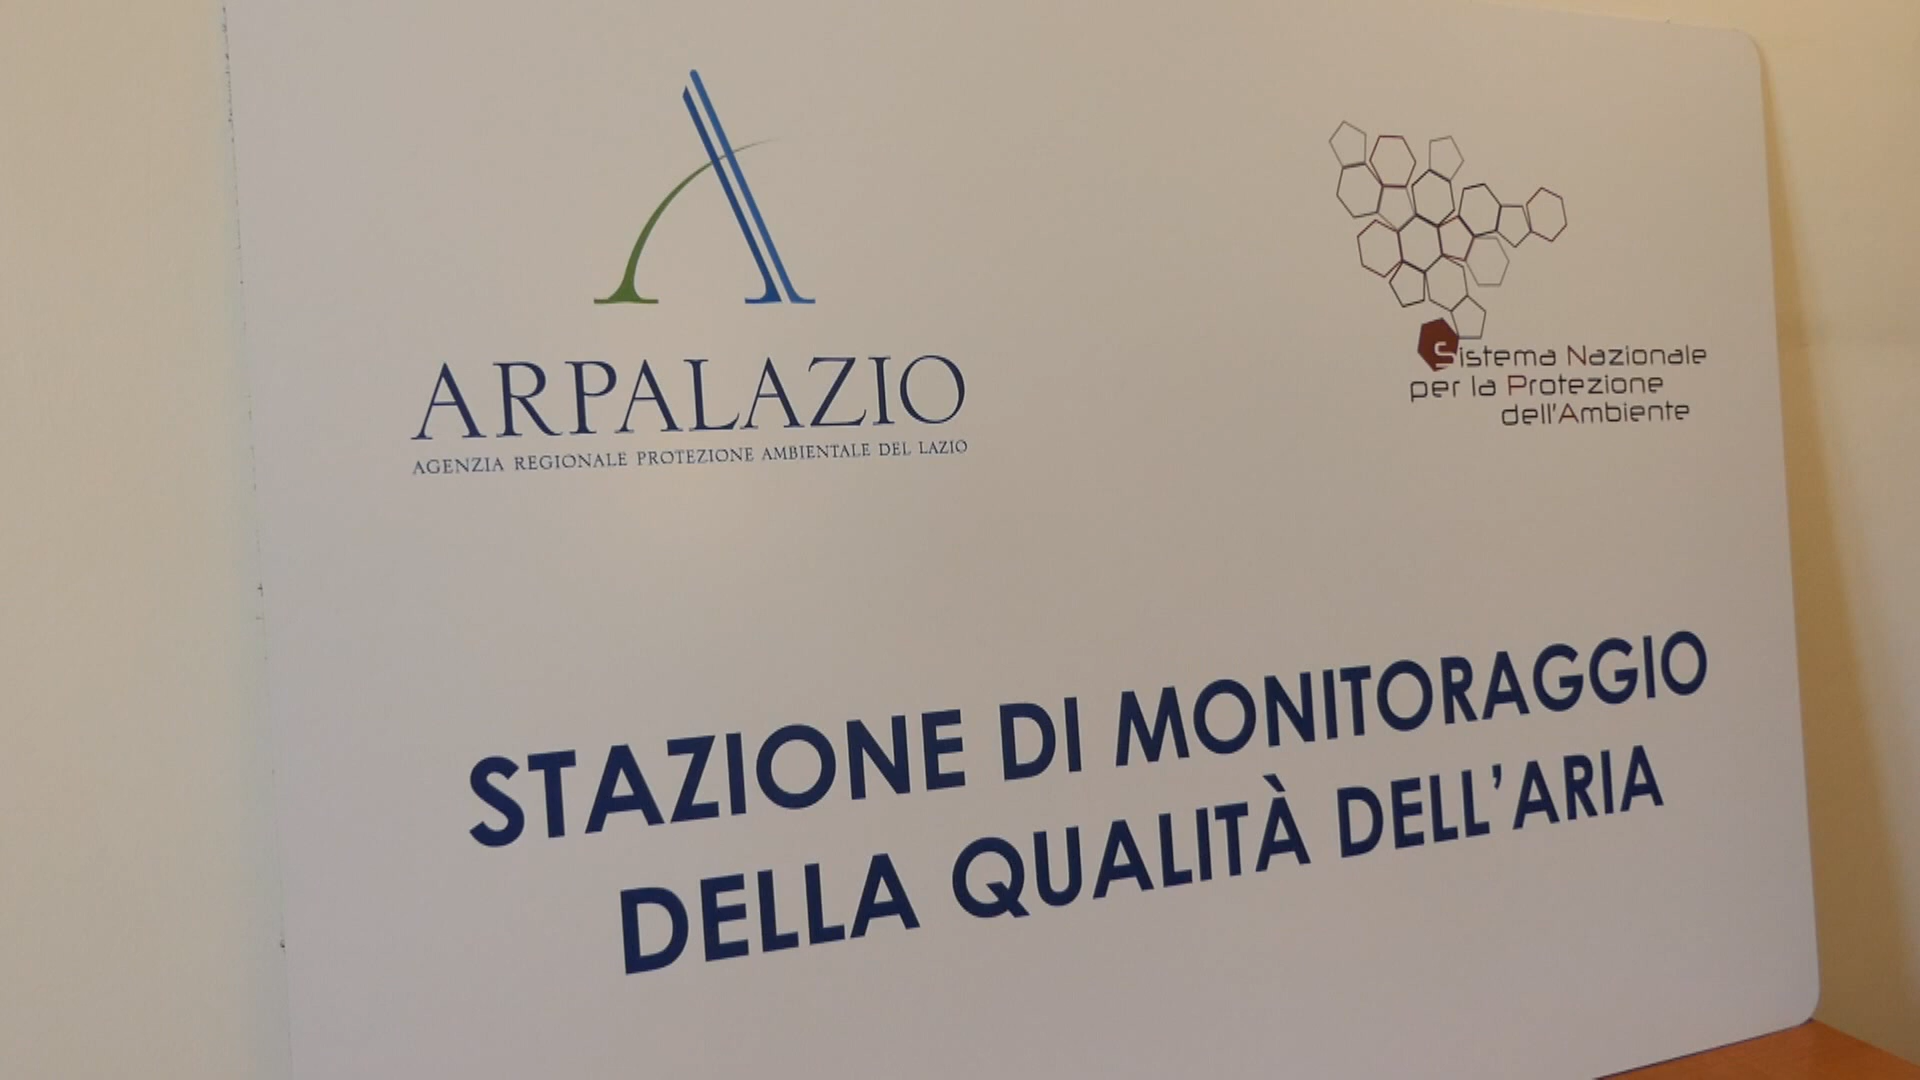 ARPALAZIO
AGENZIA REGIONALE PROTEZIONE AMBIENTALE DEL LAZIO
Sistema Nazionale
per la Protezione
dell'Ambiente
STAZIONE DI MONITORAGGIO
DELLA QUALITÀ DELL'ARIA